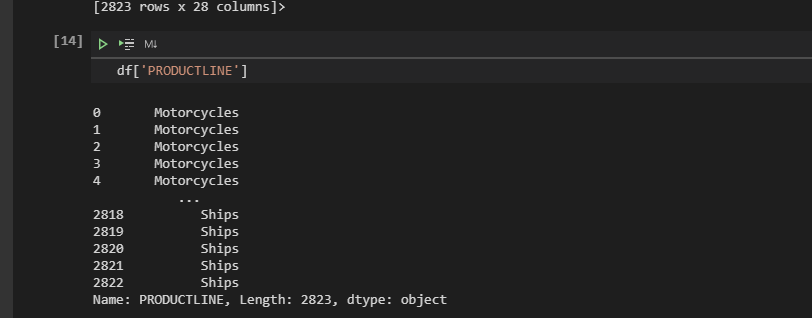 [2823 rows x 28 columns]>
[14]
M↓
df['PRODUCTLINE']
0 Motorcycles
1 Motorcycles
2 Motorcycles
3 Motorcycles
4 Motorcycles
...
2818 Ships
2819 Ships
2820 Ships
2821 Ships
2822 Ships
Name: PRODUCTLINE, Length: 2823, dtype: object